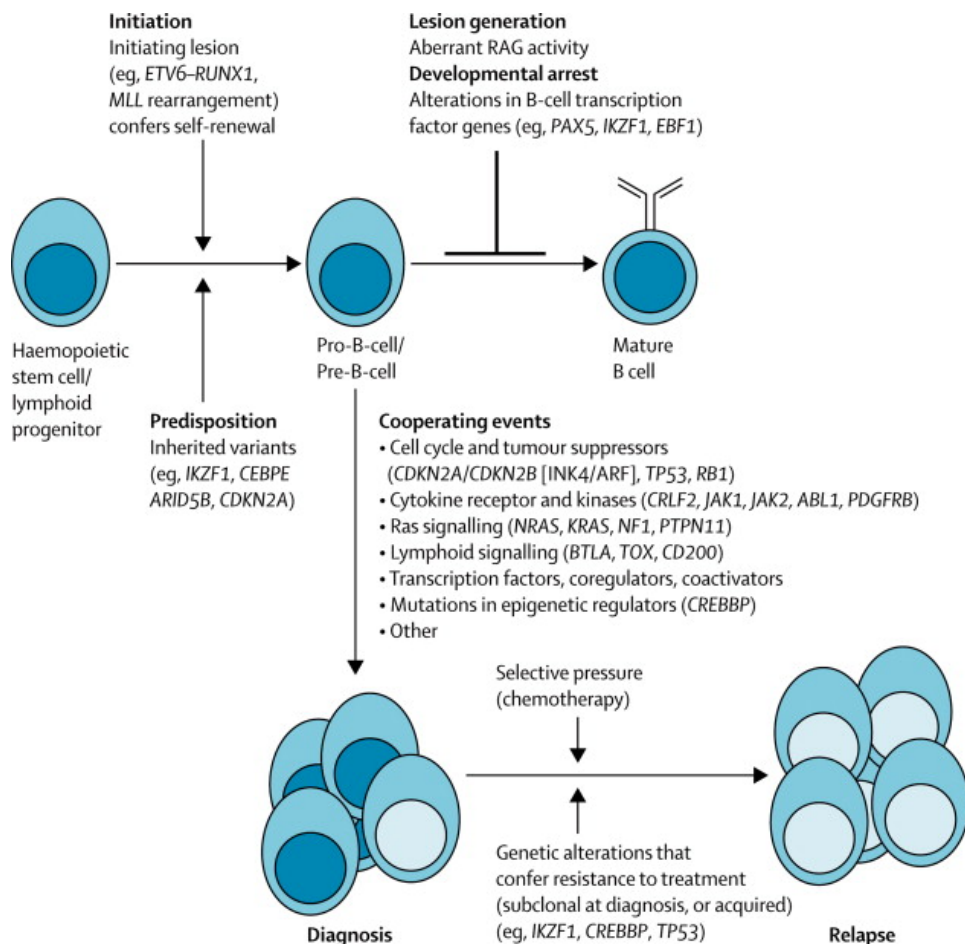 Initiation
Initiating lesion
(eg, ETV6–RUNX1,
MLL rearrangement)
confers self-renewal
Lesion generation
Aberrant RAG activity
Developmental arrest
Alterations in B-cell transcription
factor genes (eg, PAX5, IKZF1, EBF1)
Haemopoietic
stem cell/
lymphoid
progenitor
Pro-B-cell/
Pre-B-cell
Mature
B cell
Predisposition
Inherited variants
(eg, IKZF1, CEBPE
ARID5B, CDKN2A)
Cooperating events
• Cell cycle and tumour suppressors
(CDKN2A/CDKN2B [INK4/ARF], TP53, RB1)
• Cytokine receptor and kinases (CRLF2, JAK1, JAK2, ABL1, PDGFRB)
• Ras signalling (NRAS, KRAS, NF1, PTPN11)
• Lymphoid signalling (BTLA, TOX, CD200)
• Transcription factors, coregulators, coactivators
• Mutations in epigenetic regulators (CREBBP)
• Other
Selective pressure
(chemotherapy)
Genetic alterations that
confer resistance to treatment
(subclonal at diagnosis, or acquired)
(eg, IKZF1, CREBBP, TP53)
Diagnosis
Relapse